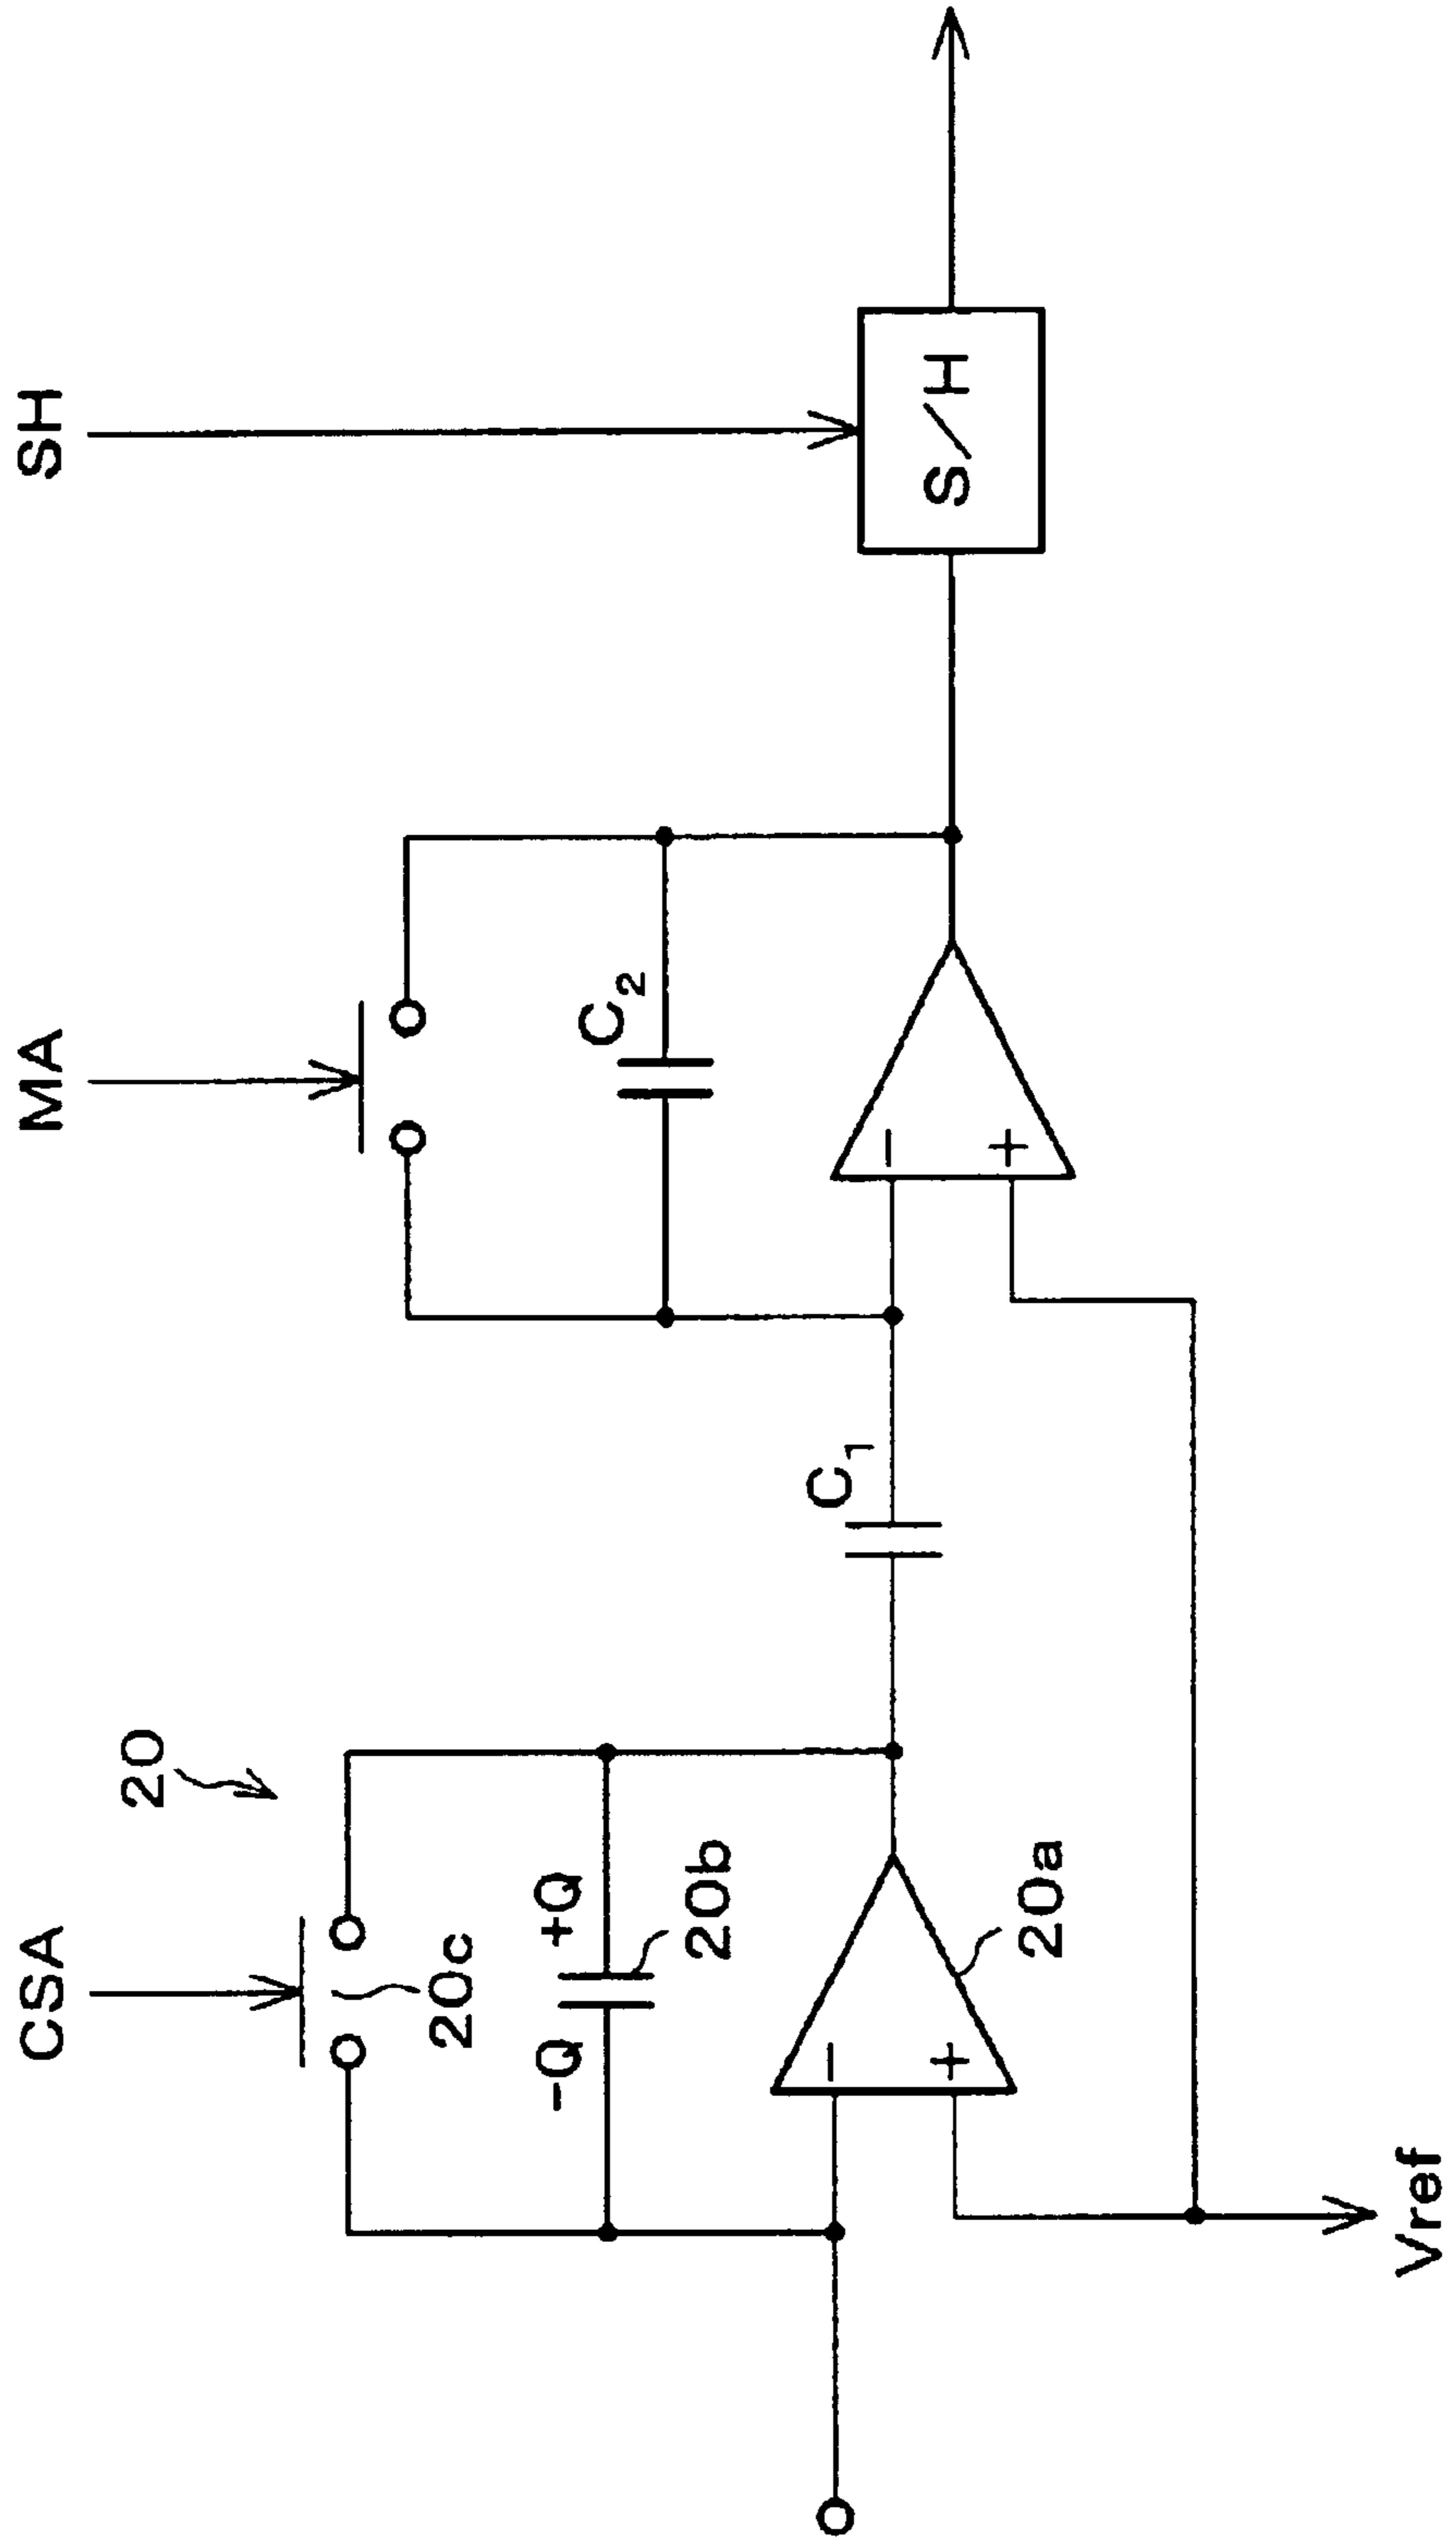 CSA
MA
SH
20
20c
-Q
+Q
20b
C2
-
+
20a
C1
-
+
S/H
Vref